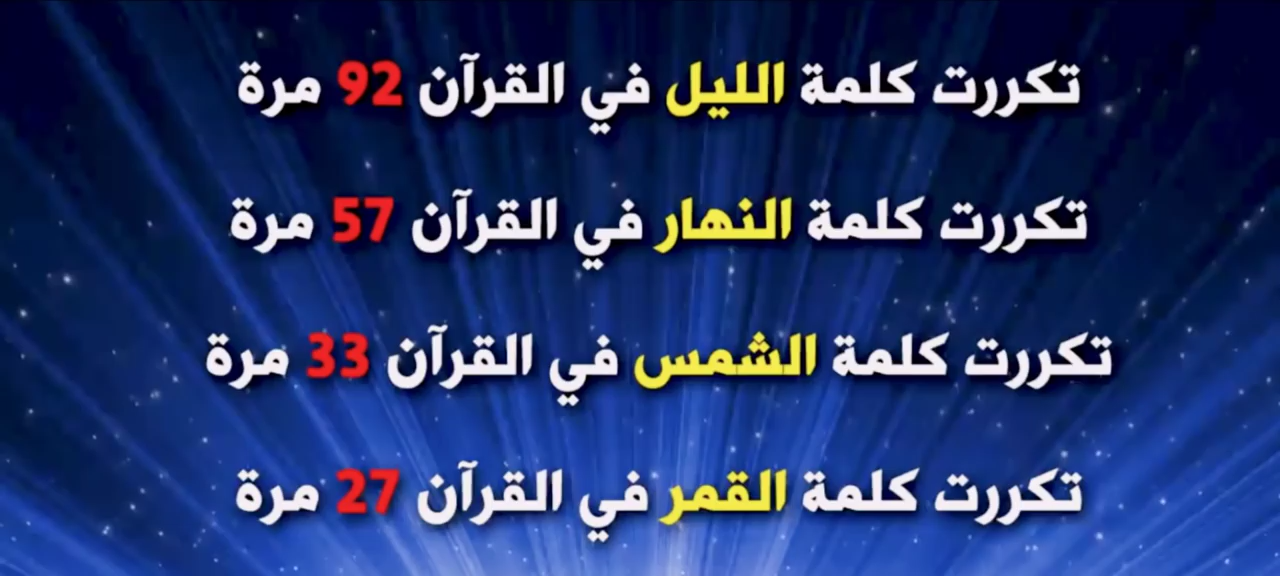 تكررت كلمة الليل في القرآن 92 مرة
تكررت كلمة النهار في القرآن 57 مرة
تكررت كلمة الشمس في القرآن 33 مرة
تكررت كلمة القمر في القرآن 27 مرة